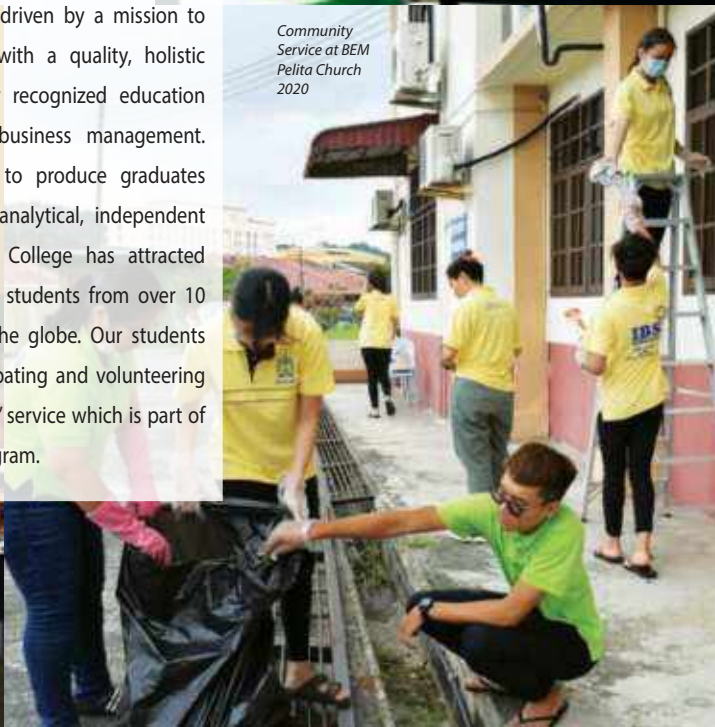 driven by a mission to
with a quality, holistic
recognized education
business management.
to produce graduates
analytical, independent
College has attracted
students from over 10
he globe. Our students
pating and volunteering
service which is part of
gram.
Community
Service at BEM
Pelita Church
2020
IBS